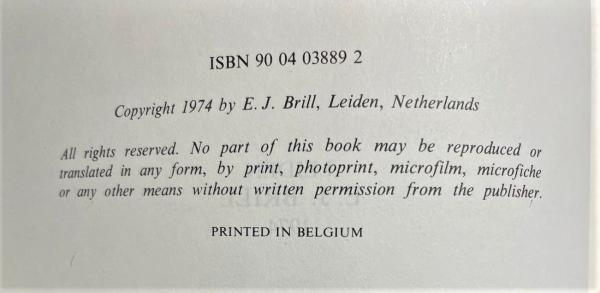 ISBN 90 04 03889 2
Copyright 1974 by E. J. Brill, Leiden, Netherlands
All rights reserved. No part of this book may be reproduced or
translated in any form, by print, photoprint, microfilm, microfiche
or any other means without written permission from the publisher.
PRINTED IN BELGIUM